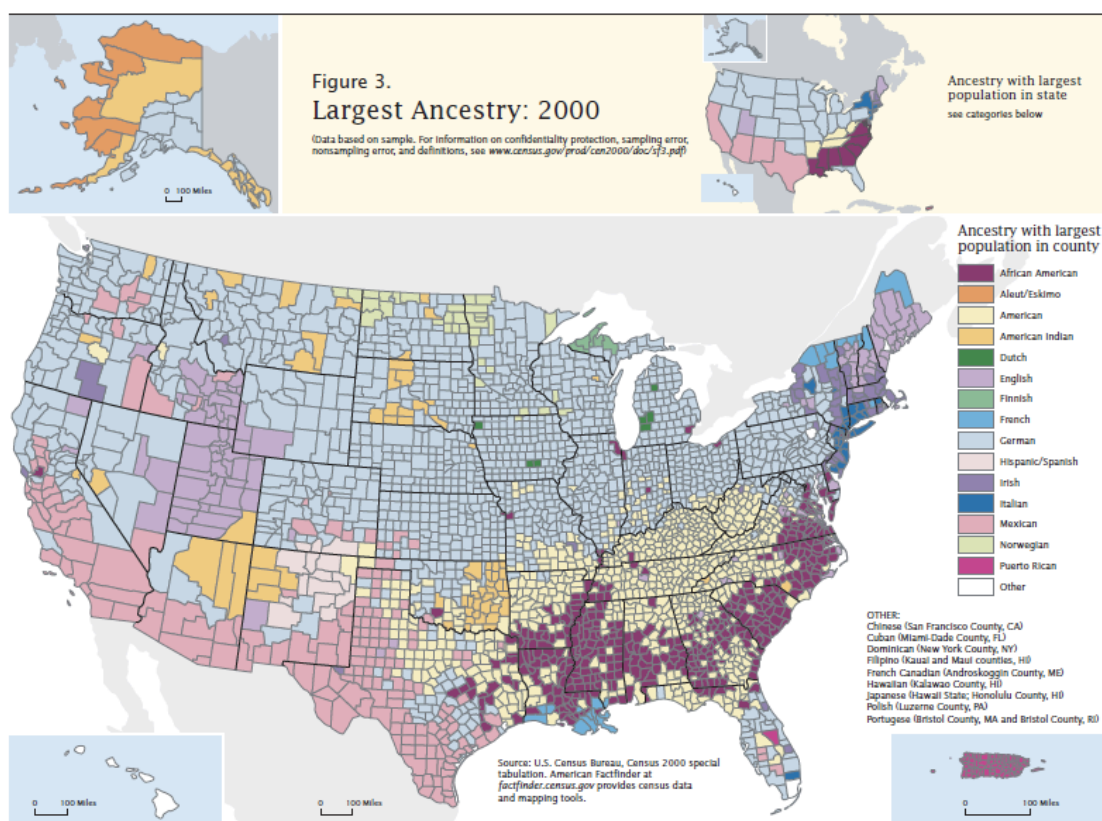 Figure 3.
Largest Ancestry: 2000
(Data based on sample. For information on confidentiality protection, sampling error,
nonsampling error, and definitions, see www.census.gov/prod/cen2000/doc/sf3.pdf)
0 100 Miles
Ancestry with largest
population in state
see categories below
Ancestry with largest
population in county
African American
Aleut/Eskimo
American
American Indian
Dutch
English
Finnish
French
German
Hispanic/Spanish
Irish
Italian
Mexican
Norwegian
Puerto Rican
Other
OTHER:
Chinese (San Francisco County, CA)
Cuban (Miami-Dade County, FL)
Dominican (New York County, NY)
Filipino (Kauai and Maui counties, HI)
French Canadian (Androskoggin County, ME)
Hawaiian (Kalawao County, HI)
Japanese (Hawaii State; Honolulu County, HI)
Polish (Luzerne County, PA)
Portugese (Bristol County, MA and Bristol County, RI)
Source: U.S. Census Bureau, Census 2000 special
tabulation. American Factfinder at
factfinder.census.gov provides census data
and mapping tools.
0 100 Miles
0 100 Miles
0 100 Miles